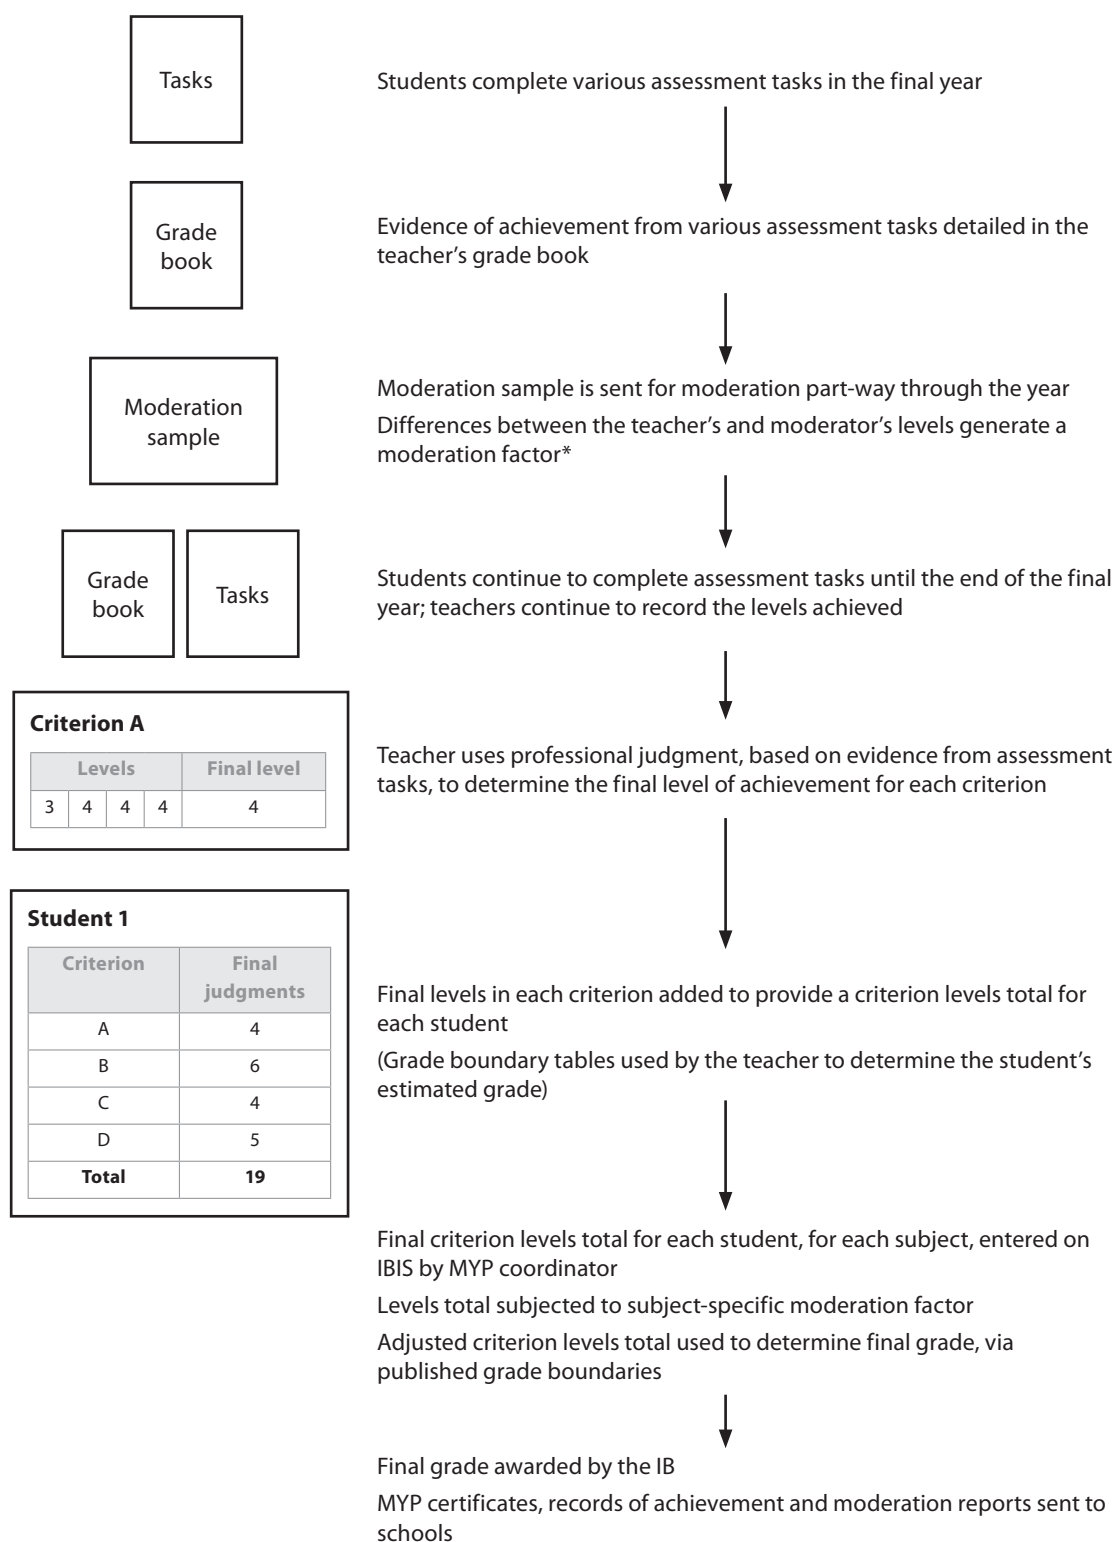 Tasks
Students complete various assessment tasks in the final year
Grade
book
Evidence of achievement from various assessment tasks detailed in the
teacher's grade book
Moderation
sample
Moderation sample is sent for moderation part-way through the year
Differences between the teacher's and moderator's levels generate a
moderation factor*
Grade
book
Tasks
Students continue to complete assessment tasks until the end of the final
year; teachers continue to record the levels achieved
Criterion A
Levels Final level
3 4 4 4 4
Teacher uses professional judgment, based on evidence from assessment
tasks, to determine the final level of achievement for each criterion
Student 1
Criterion Final
judgments
A 4
B 6
C 4
D 5
Total 19
Final levels in each criterion added to provide a criterion levels total for
each student
(Grade boundary tables used by the teacher to determine the student's
estimated grade)
Final criterion levels total for each student, for each subject, entered on
IBIS by MYP coordinator
Levels total subjected to subject-specific moderation factor
Adjusted criterion levels total used to determine final grade, via
published grade boundaries
Final grade awarded by the IB
MYP certificates, records of achievement and moderation reports sent to
schools